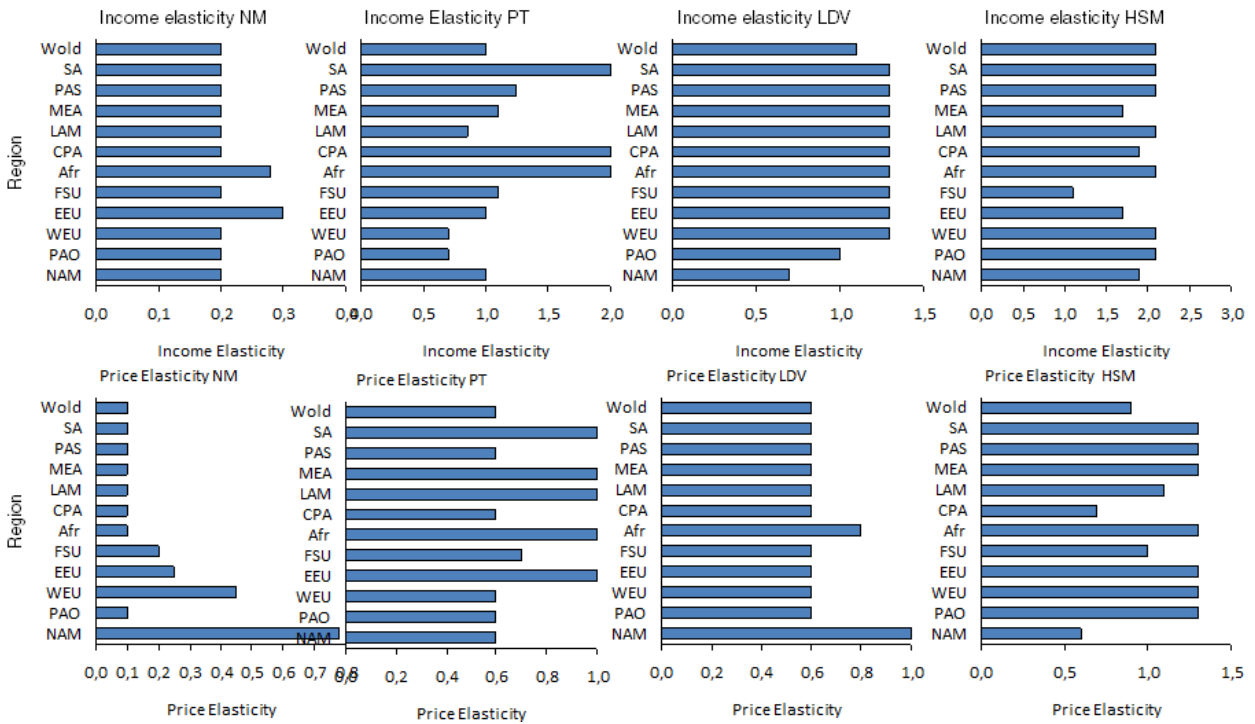 Income elasticity NM
Wold
SA
PAS
MEA
LAM
CPA
Afr
FSU
EEU
WEU
PAO
NAM
Region
0,0 0,1 0,2 0,3 0,4
Income Elasticity
Income Elasticity PT
Wold
SA
PAS
MEA
LAM
CPA
Afr
FSU
EEU
WEU
PAO
NAM
0,0 0,5 1,0 1,5 2,0
Income Elasticity
Income elasticity LDV
Wold
SA
PAS
MEA
LAM
CPA
Afr
FSU
EEU
WEU
PAO
NAM
0,0 0,5 1,0 1,5
Income Elasticity
Income elasticity HSM
Wold
SA
PAS
MEA
LAM
CPA
Afr
FSU
EEU
WEU
PAO
NAM
0,0 0,5 1,0 1,5 2,0 2,5 3,0
Income Elasticity
Price Elasticity NM
Wold
SA
PAS
MEA
LAM
CPA
Afr
FSU
EEU
WEU
PAO
NAM
Region
0,0 0,1 0,2 0,3 0,4 0,5 0,6 0,7 0,8
Price Elasticity
Price Elasticity PT
Wold
SA
PAS
MEA
LAM
CPA
Afr
FSU
EEU
WEU
PAO
NAM
0,0 0,2 0,4 0,6 0,8 1,0
Price Elasticity
Price Elasticity LDV
Wold
SA
PAS
MEA
LAM
CPA
Afr
FSU
EEU
WEU
PAO
NAM
0,0 0,2 0,4 0,6 0,8 1,0
Price Elasticity
Price Elasticity HSM
Wold
SA
PAS
MEA
LAM
CPA
Afr
FSU
EEU
WEU
PAO
NAM
0,0 0,5 1,0 1,5
Price Elasticity